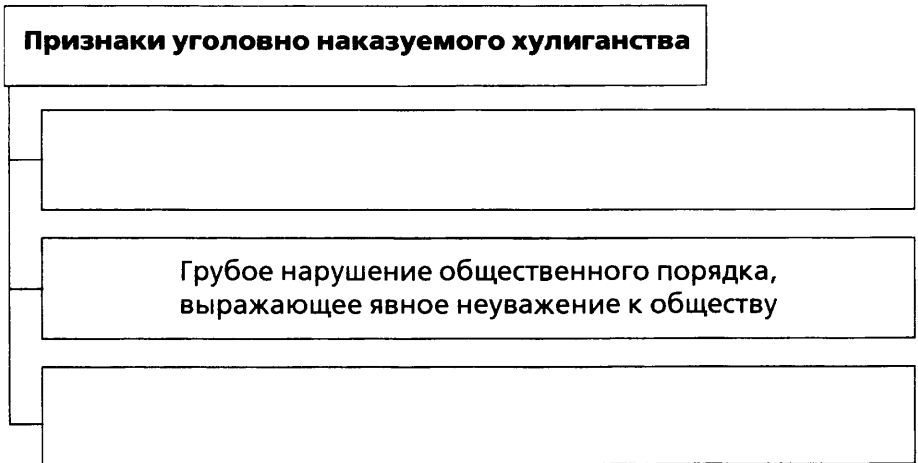 Признаки уголовно наказуемого хулиганства
Грубое нарушение общественного порядка,
выражающее явное неуважение к обществу